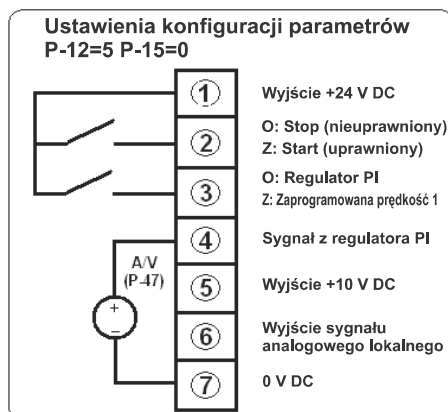 Ustawienia konfiguracji parametrów
P-12=5 P-15=0
1 Wyjście +24 V DC
2 O: Stop (nieuprawniony)
Z: Start (uprawniony)
3 O: Regulator PI
Z: Zaprogramowana prędkość 1
4 Sygnał z regulatora PI
A/V
(P-47)
5 Wyjście +10 V DC
+
−
6 Wyjście sygnału
analogowego lokalnego
7 0 V DC